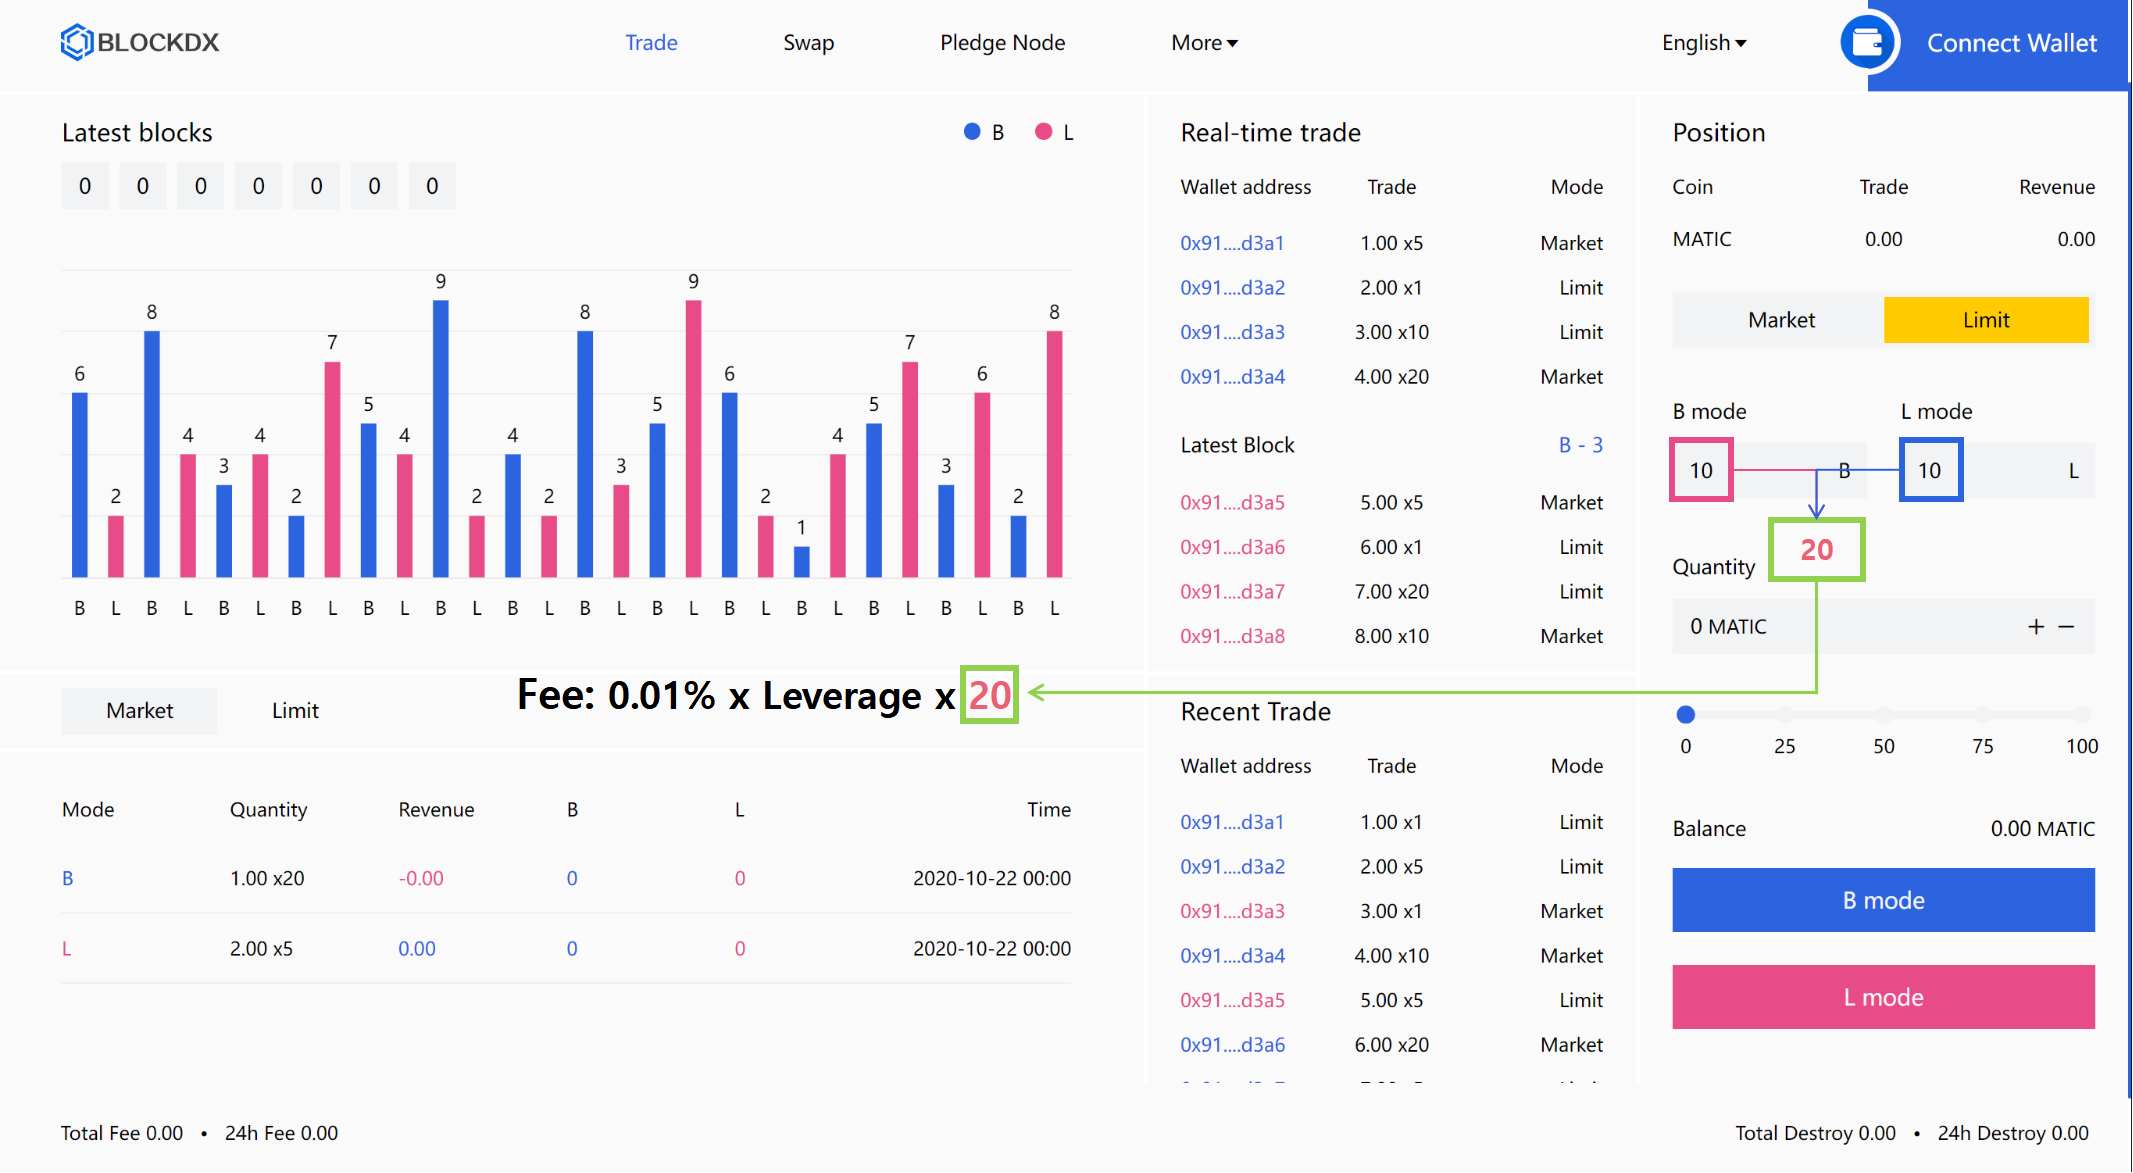 BLOCKDX
Trade Swap Pledge Node More English Connect Wallet
Latest blocks
B L
0 0 0 0 0 0 0
6 2 8 4 3 4 2 7 5 4 9 2 4 2 8 3 5 9 6 2 1 4 5 7 3 6 2 8
B L B L B L B L B L B L B L B L B L B L B L B L B L B L
Real-time trade
Wallet address Trade Mode
0x91....d3a1 1.00 x5 Market
0x91....d3a2 2.00 x1 Limit
0x91....d3a3 3.00 x10 Limit
0x91....d3a4 4.00 x20 Market
Latest Block B - 3
0x91....d3a5 5.00 x5 Market
0x91....d3a6 6.00 x1 Limit
0x91....d3a7 7.00 x20 Limit
0x91....d3a8 8.00 x10 Market
Position
Coin Trade Revenue
MATIC 0.00 0.00
Market Limit
B mode L mode
10 B 10 L
20
Quantity
0 MATIC + −
0 25 50 75 100
Balance 0.00 MATIC
B mode
L mode
Fee: 0.01% x Leverage x 20
Market Limit
Mode Quantity Revenue B L Time
B 1.00 x20 -0.00 0 0 2020-10-22 00:00
L 2.00 x5 0.00 0 0 2020-10-22 00:00
Recent Trade
Wallet address Trade Mode
0x91....d3a1 1.00 x1 Limit
0x91....d3a2 2.00 x5 Limit
0x91....d3a3 3.00 x1 Market
0x91....d3a4 4.00 x10 Market
0x91....d3a5 5.00 x5 Limit
0x91....d3a6 6.00 x20 Market
Total Fee 0.00 • 24h Fee 0.00
Total Destroy 0.00 • 24h Destroy 0.00